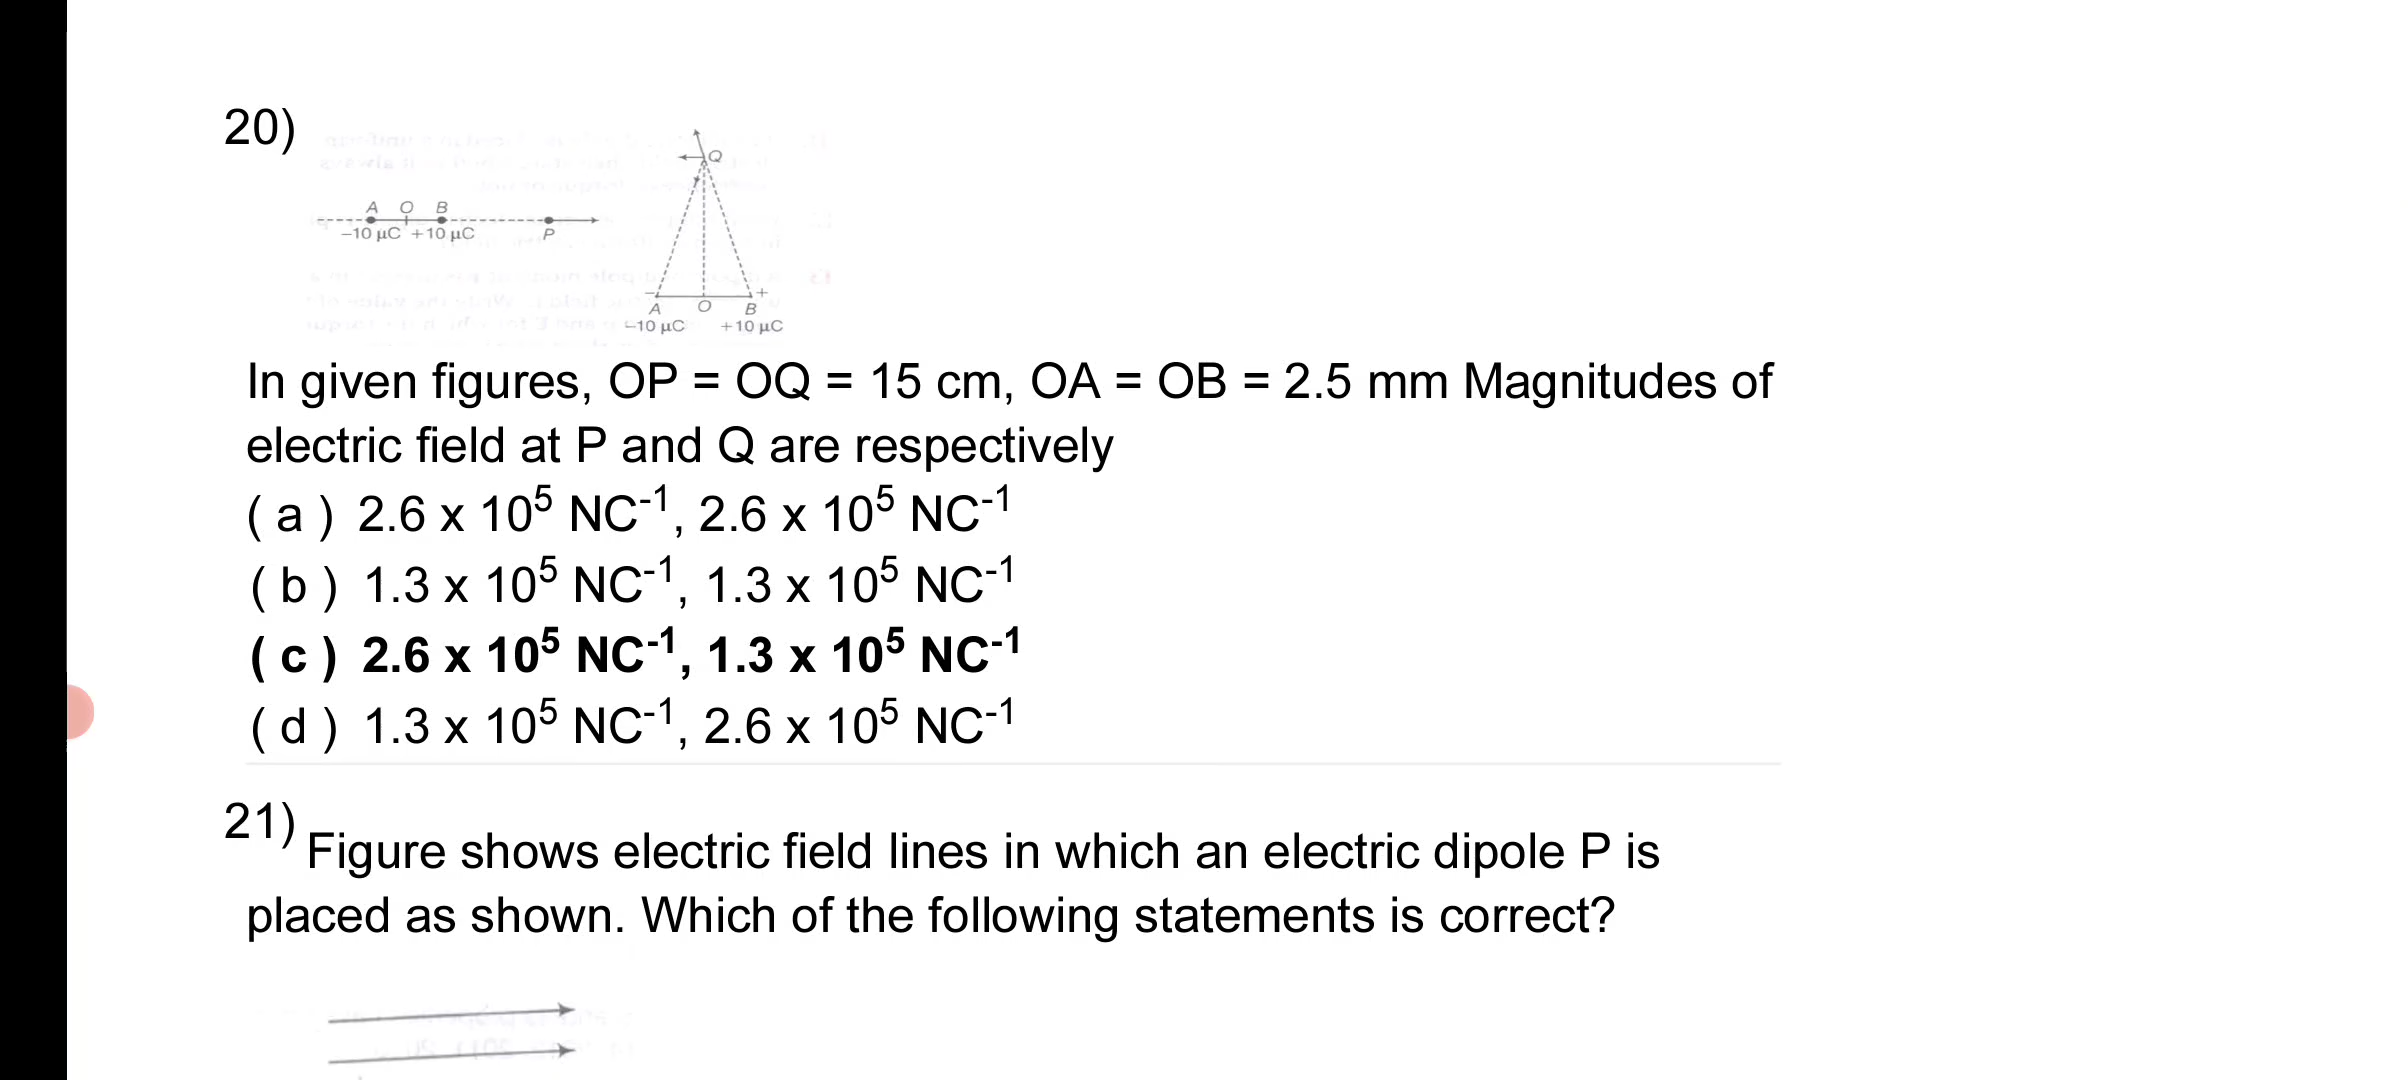 20)
Q
A O B
−10 µC +10 µC P
− +
A O B
−10 µC +10 µC
In given figures, OP = OQ = 15 cm, OA = OB = 2.5 mm Magnitudes of
electric field at P and Q are respectively
( a ) 2.6 x 10⁵ NC⁻¹, 2.6 x 10⁵ NC⁻¹
( b ) 1.3 x 10⁵ NC⁻¹, 1.3 x 10⁵ NC⁻¹
( c ) 2.6 x 10⁵ NC⁻¹, 1.3 x 10⁵ NC⁻¹
( d ) 1.3 x 10⁵ NC⁻¹, 2.6 x 10⁵ NC⁻¹
21)
Figure shows electric field lines in which an electric dipole P is
placed as shown. Which of the following statements is correct?